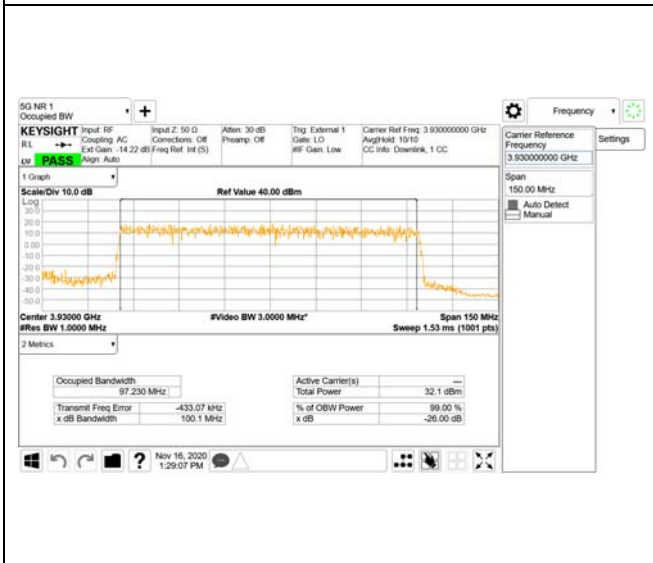 5G NR 1
Occupied BW
+
Frequency
KEYSIGHT
RL
PASS
Input: RF
Coupling: AC
Ext Gain: -14.22 dB
Align: Auto
Input Z: 50 Ω
Corrections: Off
Freq Ref: Int (S)
Atten: 30 dB
Preamp: Off
Trig: External 1
Gate: LO
#IF Gain: Low
Carrier Ref Freq: 3.930000000 GHz
Avg|Hold: 10/10
CC Info: Downlink, 1 CC
Carrier Reference
Frequency
3.930000000 GHz
Settings
Span
150.00 MHz
Auto Detect
Manual
1 Graph
Scale/Div 10.0 dB
Ref Value 40.00 dBm
Log
30.0
20.0
10.0
0.00
-10.0
-20.0
-30.0
-40.0
-50.0
Center 3.93000 GHz
#Video BW 3.0000 MHz*
Span 150 MHz
#Res BW 1.0000 MHz
Sweep 1.53 ms (1001 pts)
2 Metrics
Occupied Bandwidth
97.230 MHz
Active Carrier(s) ---
Total Power 32.1 dBm
Transmit Freq Error -433.07 kHz
x dB Bandwidth 100.1 MHz
% of OBW Power 99.00 %
x dB -26.00 dB
?
Nov 16, 2020
1:29:07 PM